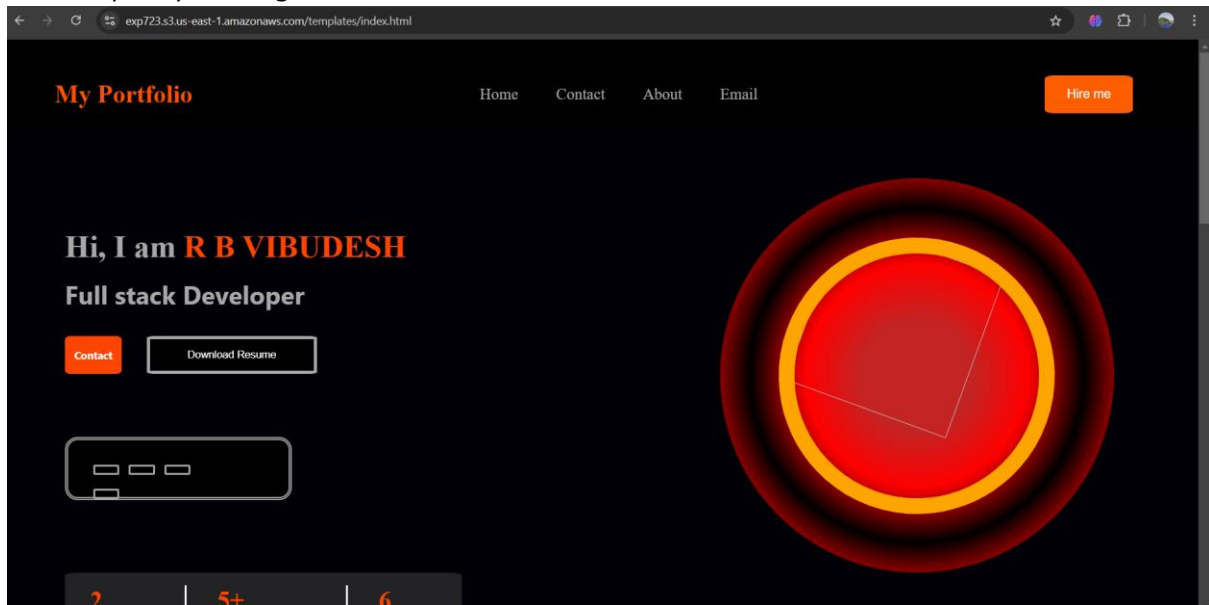 exp723.s3.us-east-1.amazonaws.com/templates/index.html
My Portfolio Home Contact About Email Hire me
Hi, I am R B VIBUDESH
Full stack Developer
Contact Download Resume
2 5+ 6